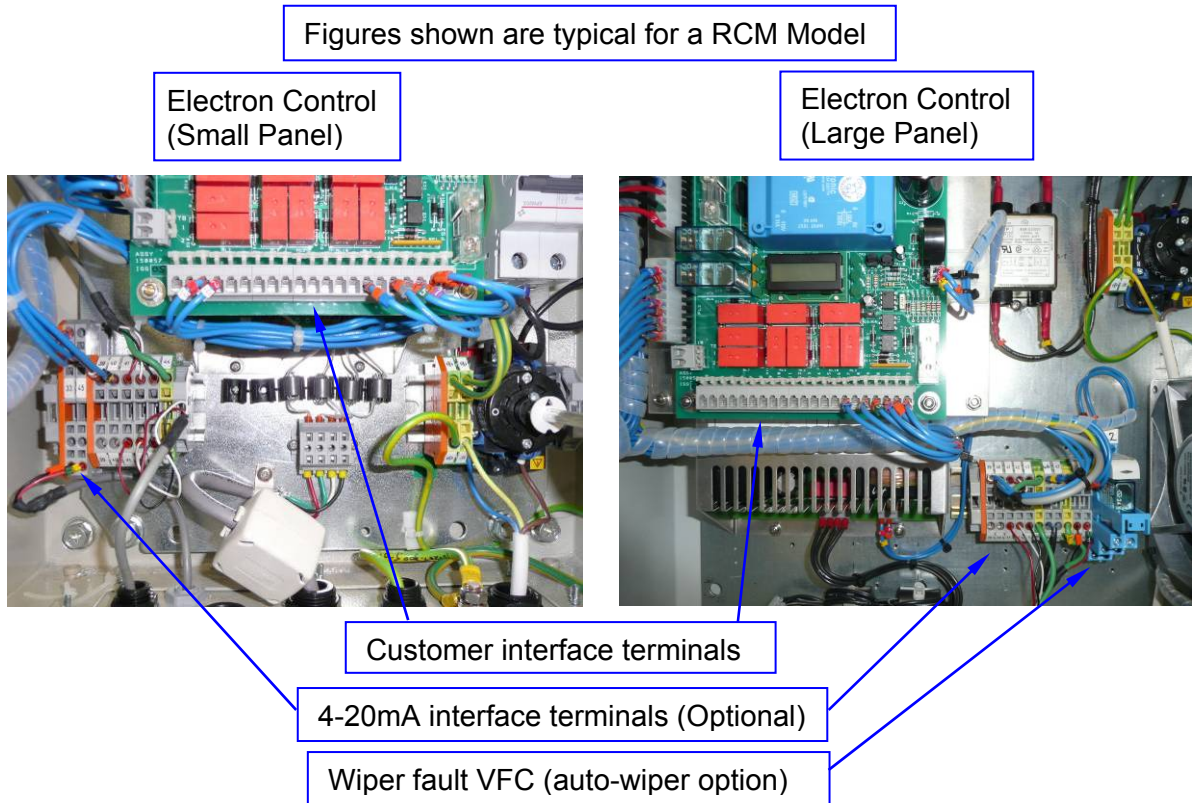 Figures shown are typical for a RCM Model
Electron Control
(Small Panel)
Electron Control
(Large Panel)
ASSY
Customer interface terminals
4-20mA interface terminals (Optional)
Wiper fault VFC (auto-wiper option)